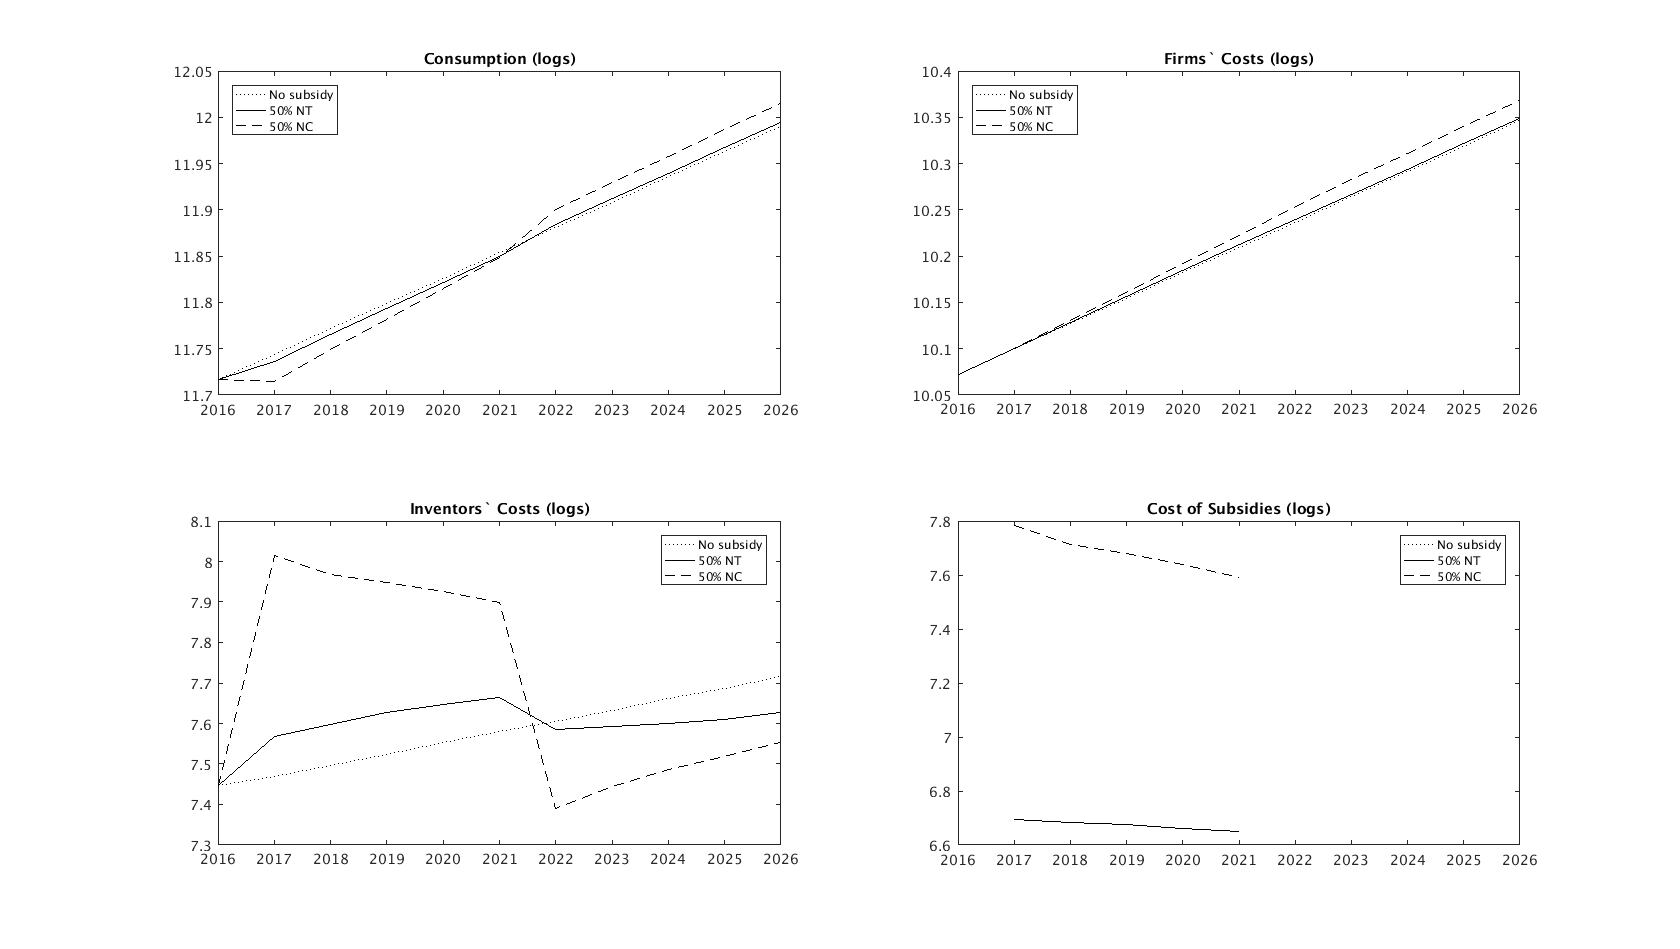 Consumption (logs)
12.05
12
11.95
11.9
11.85
11.8
11.75
11.7
No subsidy
50% NT
50% NC
2016 2017 2018 2019 2020 2021 2022 2023 2024 2025 2026
Firms` Costs (logs)
10.4
10.35
10.3
10.25
10.2
10.15
10.1
10.05
No subsidy
50% NT
50% NC
2016 2017 2018 2019 2020 2021 2022 2023 2024 2025 2026
Inventors` Costs (logs)
8.1
8
7.9
7.8
7.7
7.6
7.5
7.4
7.3
No subsidy
50% NT
50% NC
2016 2017 2018 2019 2020 2021 2022 2023 2024 2025 2026
Cost of Subsidies (logs)
7.8
7.6
7.4
7.2
7
6.8
6.6
No subsidy
50% NT
50% NC
2016 2017 2018 2019 2020 2021 2022 2023 2024 2025 2026